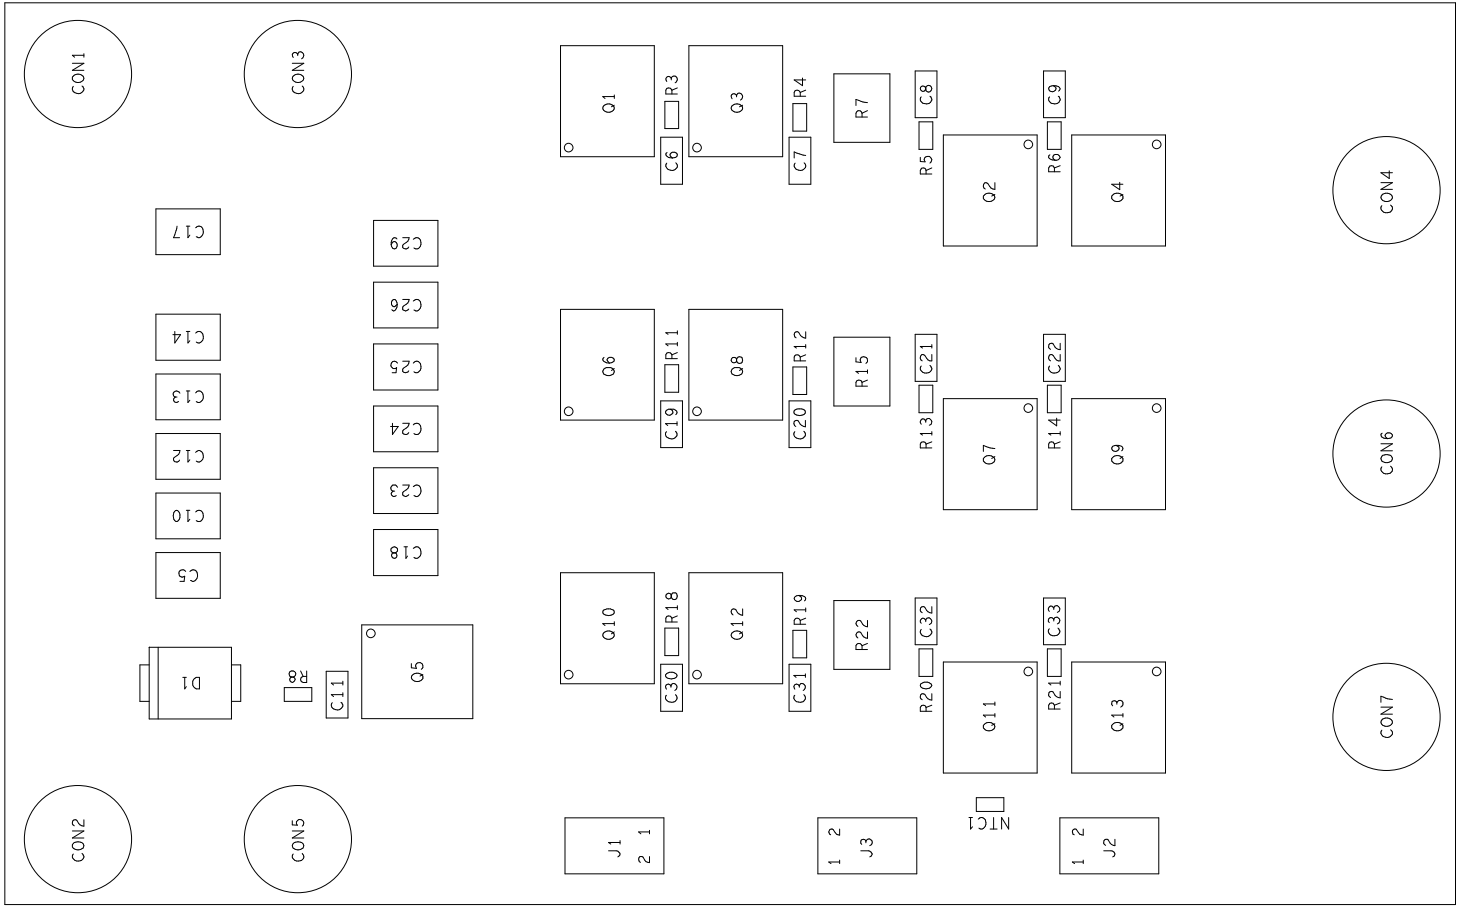 CON1
CON3
Q1
R3
C6
Q3
R4
C7
R7
C8
R5
Q2
C9
R6
Q4
CON4
C17
C29
C26
C14
C25
C13
C24
C12
C23
C10
C18
C5
Q6
R11
C19
Q8
R12
C20
R15
C21
R13
Q7
C22
R14
Q9
CON6
Q10
R18
C30
Q12
R19
C31
R22
C32
R20
Q11
C33
R21
Q13
CON7
D1
R8
C11
Q5
CON2
CON5
J1
2 1
J3
1 2
NTC1
J2
1 2